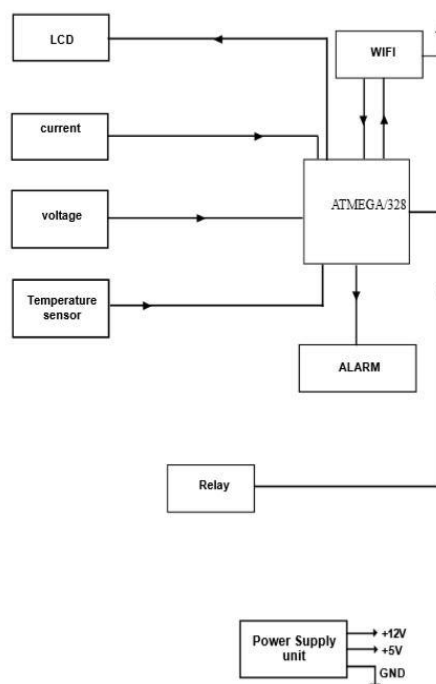 LCD
WIFI
current
ATMEGA/328
voltage
Temperature
sensor
ALARM
Relay
Power Supply
unit
+12V
+5V
GND